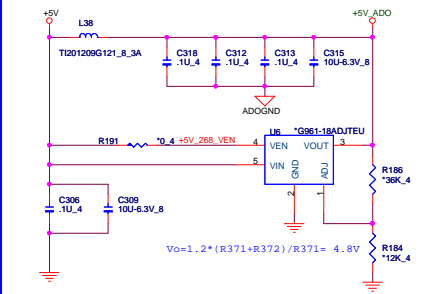 +5V
+5V_ADO
L38
TI201209G121_8_3A
C318
.1U_4
C312
.1U_4
C313
.1U_4
C315
10U-6.3V_8
ADOGND
U6
*G961-18ADJTEU
R191
*0_4
+5V_268_VEN
4
VEN
VOUT
3
5
VIN
GND
ADJ
2
1
R186
*36K_4
C306
.1U_4
C309
10U-6.3V_8
R184
*12K_4
Vo=1.2*(R371+R372)/R371= 4.8V